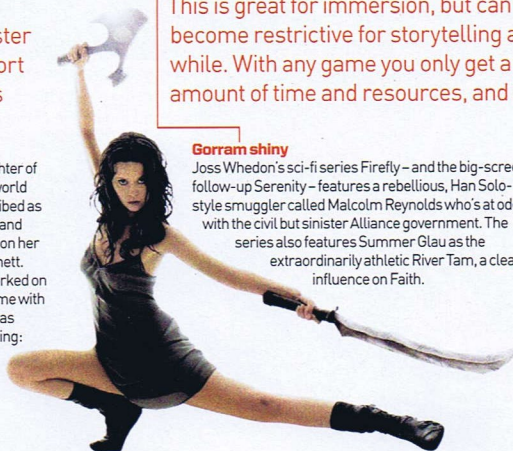 ster
ort
s
This is great for immersion, but can
become restrictive for storytelling a
while. With any game you only get a
amount of time and resources, and
hter of
world
ibed as
and
on her
nett.
rked on
me with
as
ing:
Gorram shiny
Joss Whedon's sci-fi series Firefly – and the big-scree
follow-up Serenity – features a rebellious, Han Solo-
style smuggler called Malcolm Reynolds who's at od
with the civil but sinister Alliance government. The
series also features Summer Glau as the
extraordinarily athletic River Tam, a clea
influence on Faith.